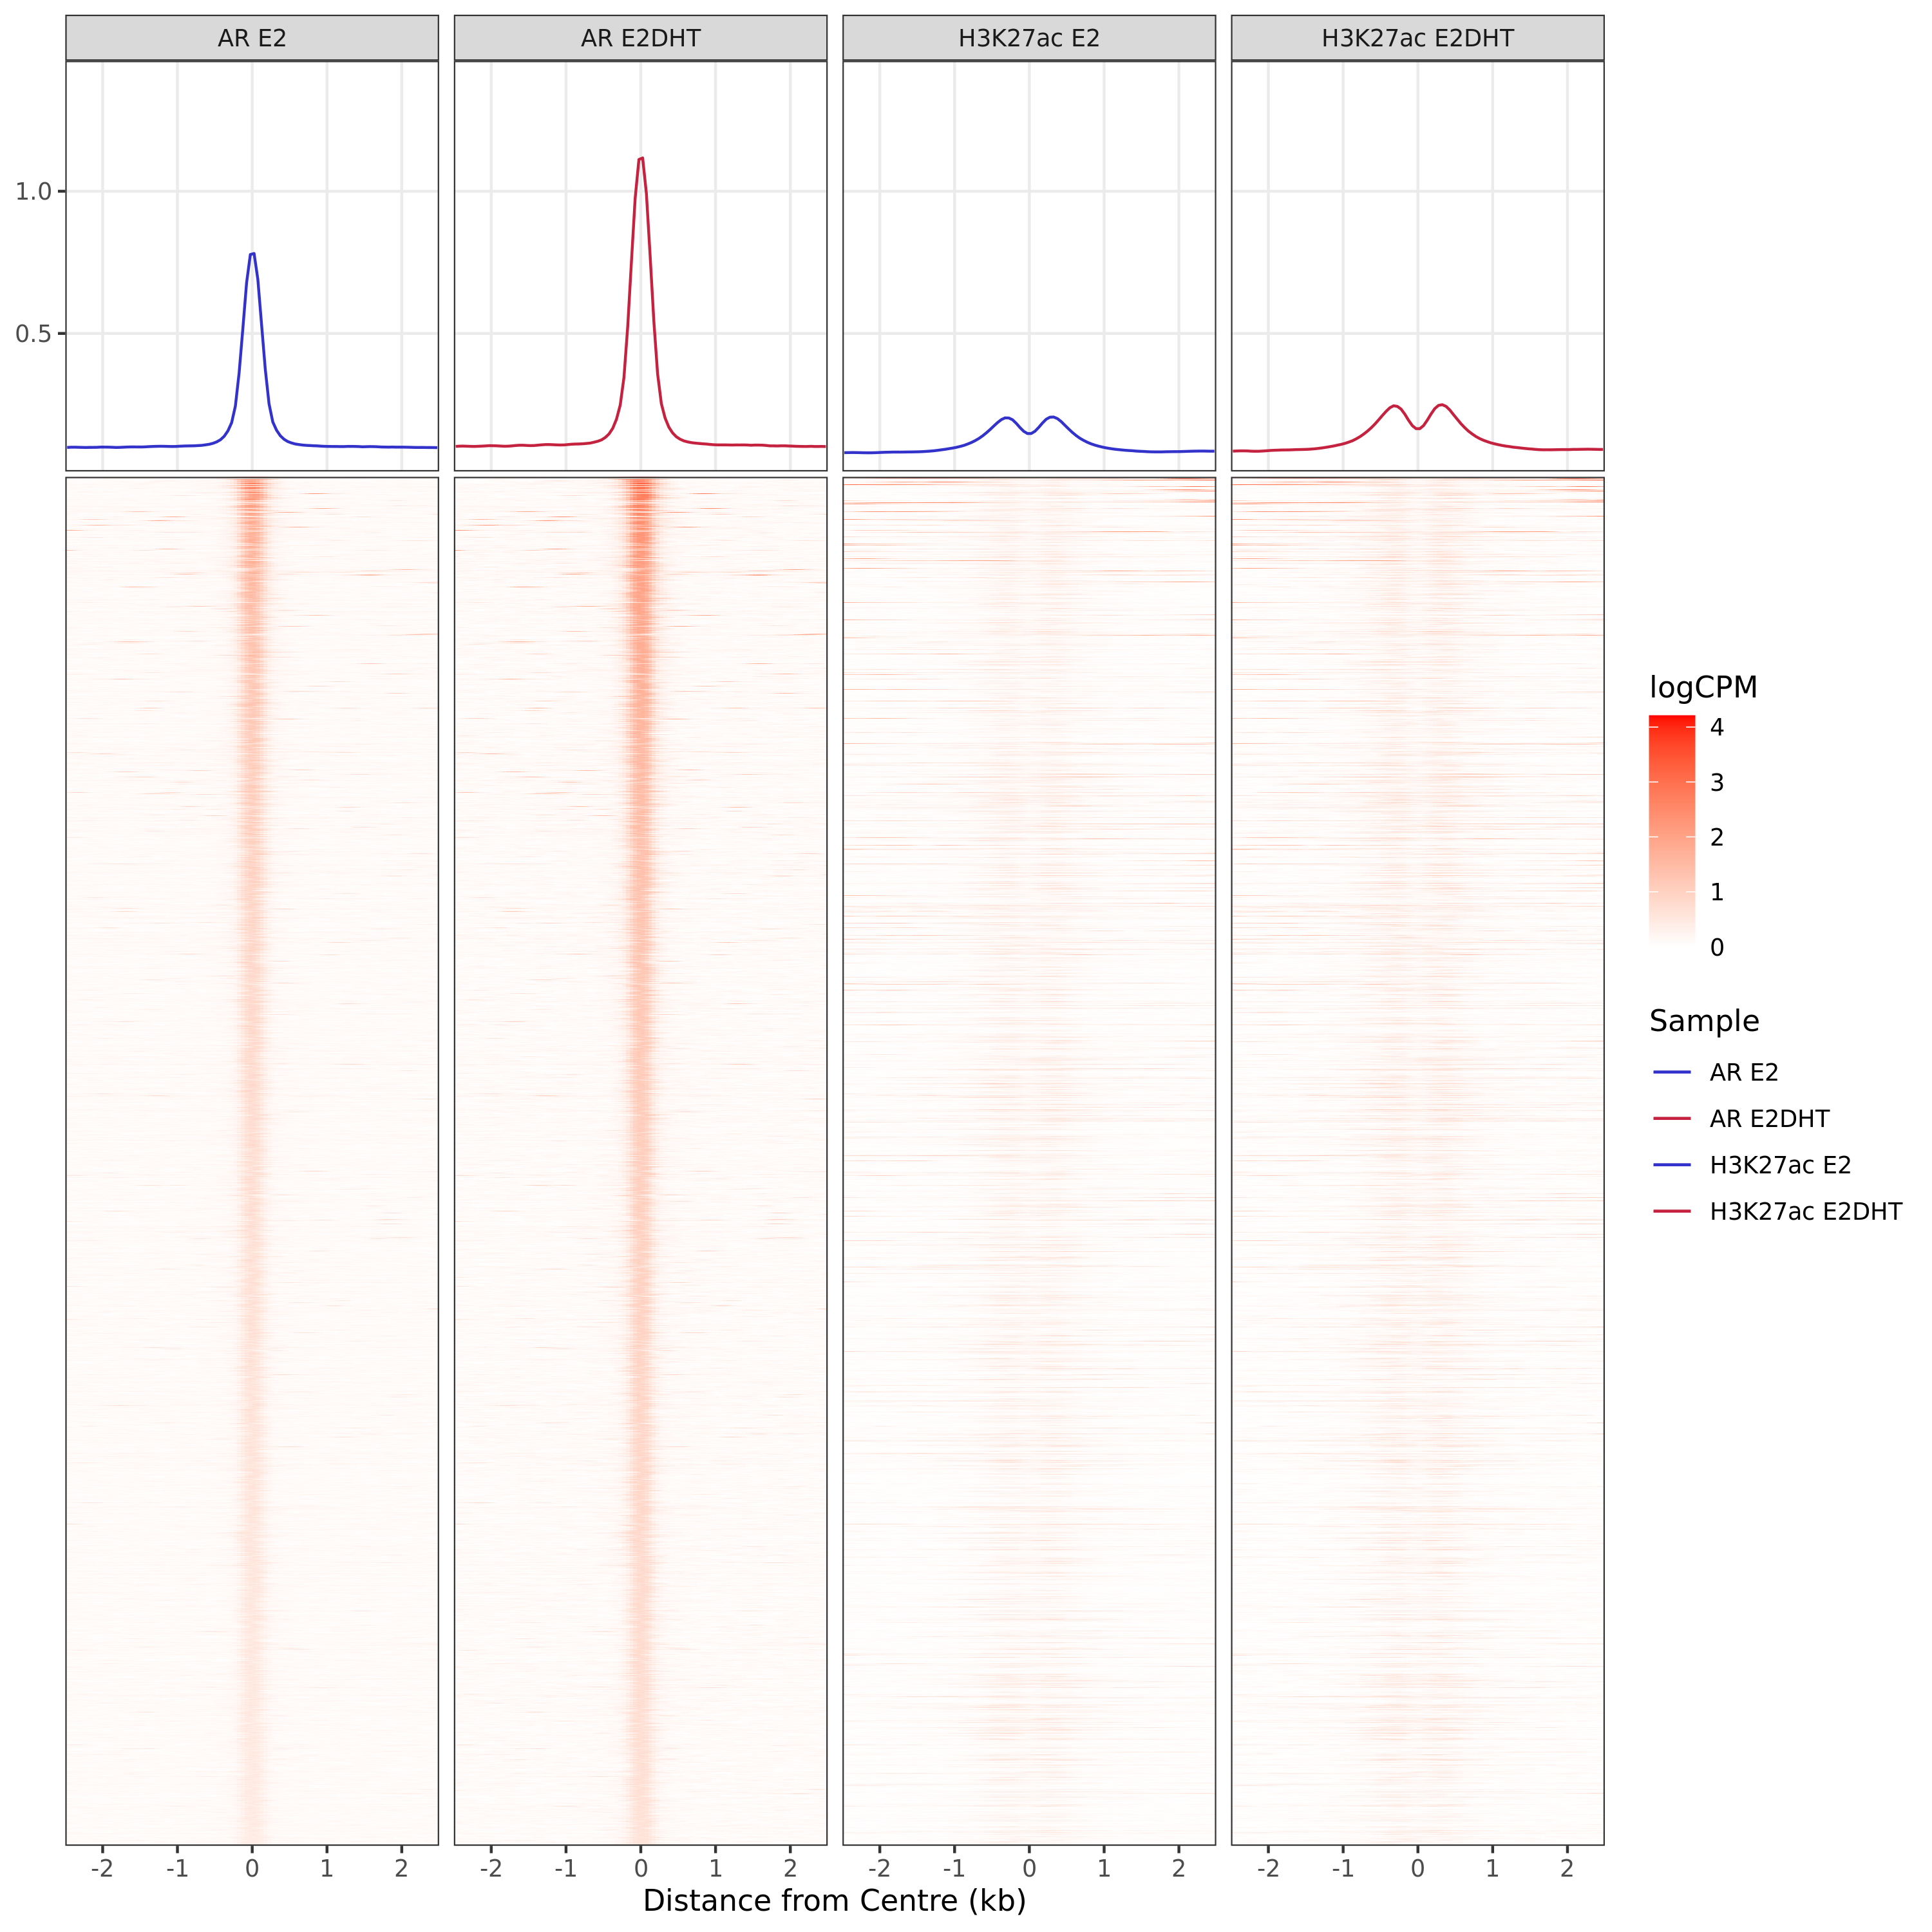 AR E2 AR E2DHT H3K27ac E2 H3K27ac E2DHT
1.0
0.5
logCPM
4
3
2
1
0
Sample
AR E2
AR E2DHT
H3K27ac E2
H3K27ac E2DHT
-2 -1 0 1 2 -2 -1 0 1 2 -2 -1 0 1 2 -2 -1 0 1 2
Distance from Centre (kb)